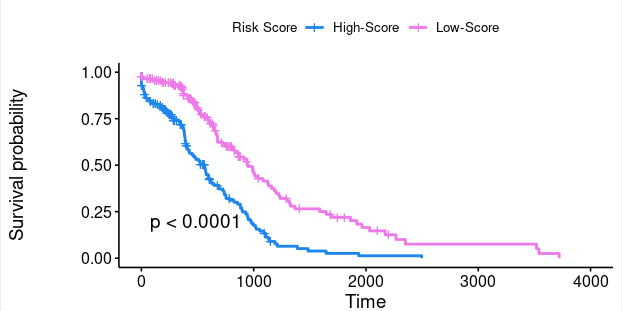 Risk Score High-Score Low-Score
Survival probability
1.00
0.75
0.50
0.25
0.00
p < 0.0001
0 1000 2000 3000 4000
Time